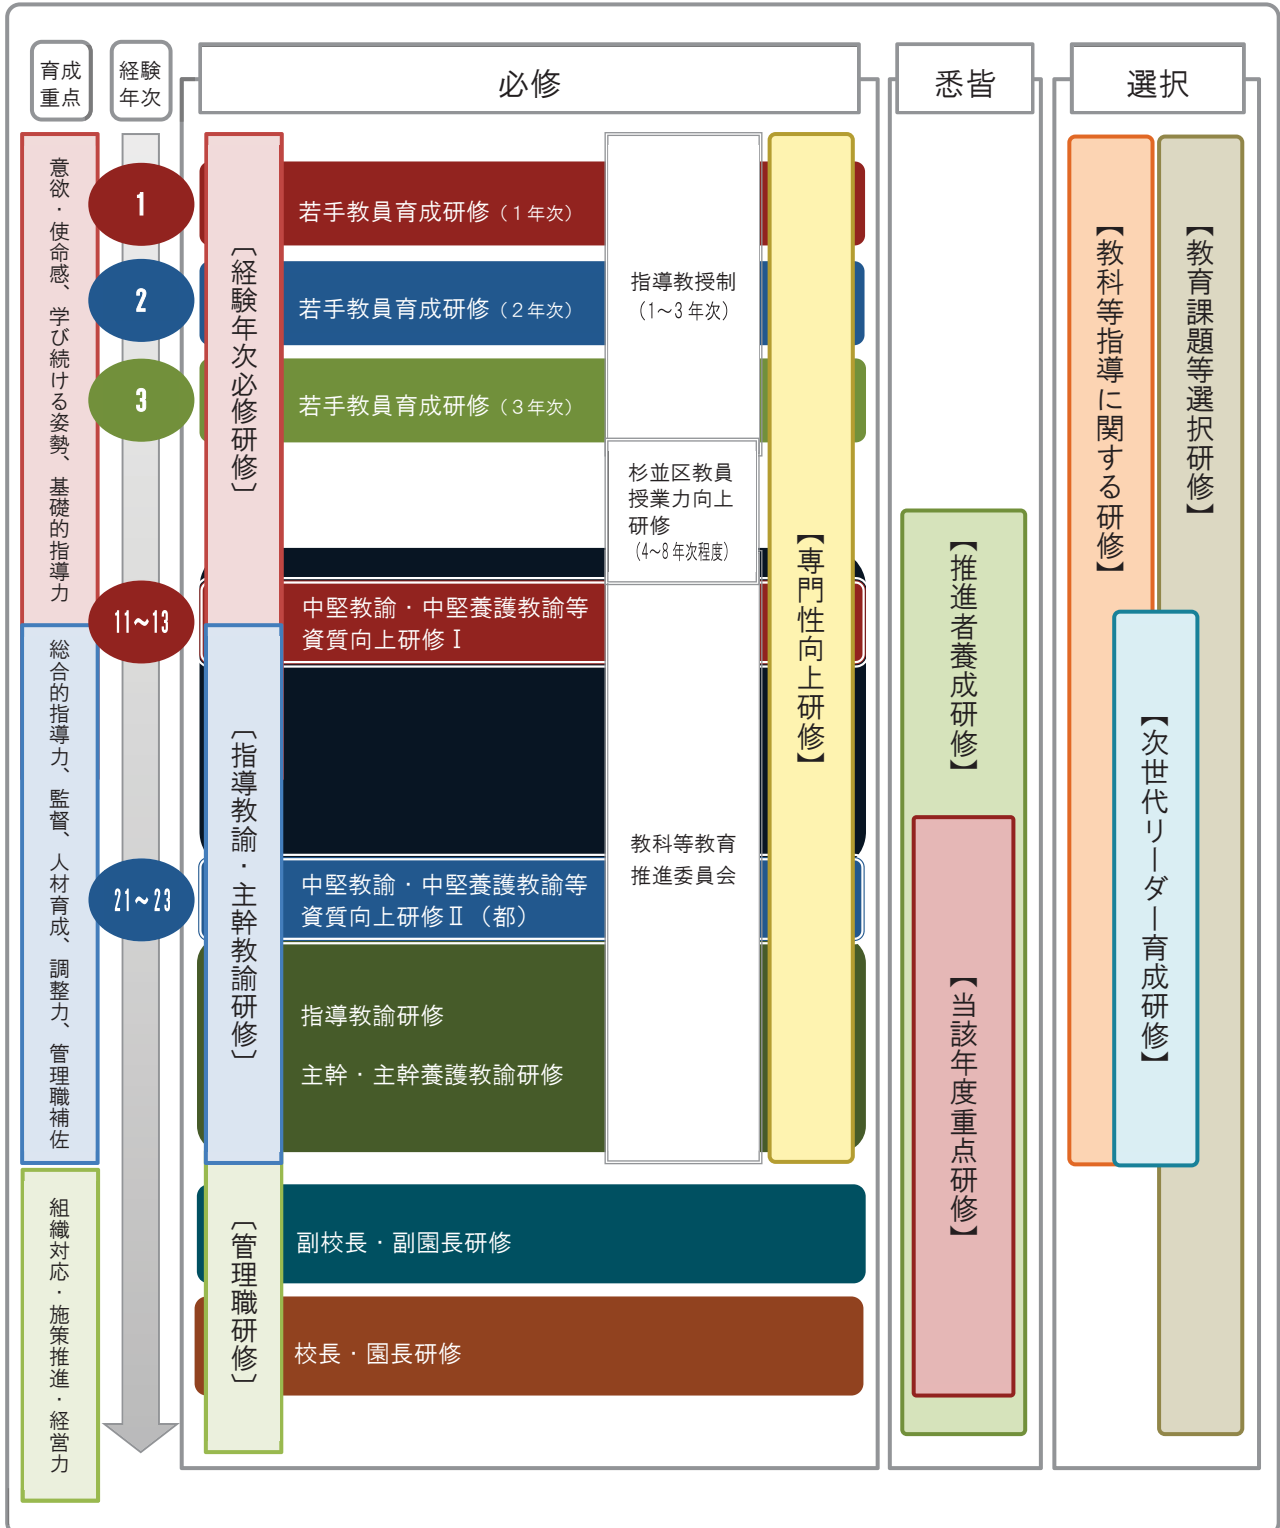 育成
重点
経験
年次
必修
悉皆
選択
意欲・使命感、学び続ける姿勢、基礎的指導力
総合的指導力、監督、人材育成、調整力、管理職補佐
組織対応・施策推進・経営力
1
2
3
11～13
21～23
〔経験年次必修研修〕
〔指導教諭・主幹教諭研修〕
〔管理職研修〕
若手教員育成研修（1年次）
若手教員育成研修（2年次）
若手教員育成研修（3年次）
中堅教諭・中堅養護教諭等
資質向上研修Ⅰ
中堅教諭・中堅養護教諭等
資質向上研修Ⅱ（都）
指導教諭研修
主幹・主幹養護教諭研修
副校長・副園長研修
校長・園長研修
指導教授制
（1～3年次）
杉並区教員
授業力向上
研修
（4～8年次程度）
教科等教育
推進委員会
【専門性向上研修】
【推進者養成研修】
【当該年度重点研修】
【教科等指導に関する研修】
【教育課題等選択研修】
【次世代リーダー育成研修】